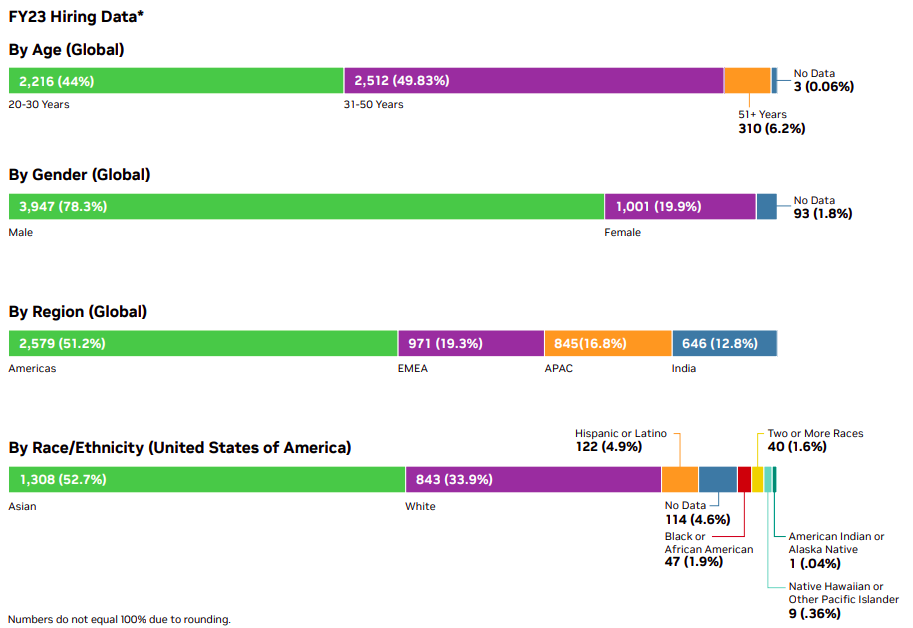 FY23 Hiring Data*
By Age (Global)
2,216 (44%)
2,512 (49.83%)
No Data
3 (0.06%)
20-30 Years
31-50 Years
51+ Years
310 (6.2%)
By Gender (Global)
3,947 (78.3%)
1,001 (19.9%)
No Data
93 (1.8%)
Male
Female
By Region (Global)
2,579 (51.2%)
971 (19.3%)
845(16.8%)
646 (12.8%)
Americas
EMEA
APAC
India
By Race/Ethnicity (United States of America)
Hispanic or Latino
122 (4.9%)
Two or More Races
40 (1.6%)
1,308 (52.7%)
843 (33.9%)
Asian
White
No Data
114 (4.6%)
Black or
African American
47 (1.9%)
American Indian or
Alaska Native
1 (.04%)
Native Hawaiian or
Other Pacific Islander
9 (.36%)
Numbers do not equal 100% due to rounding.